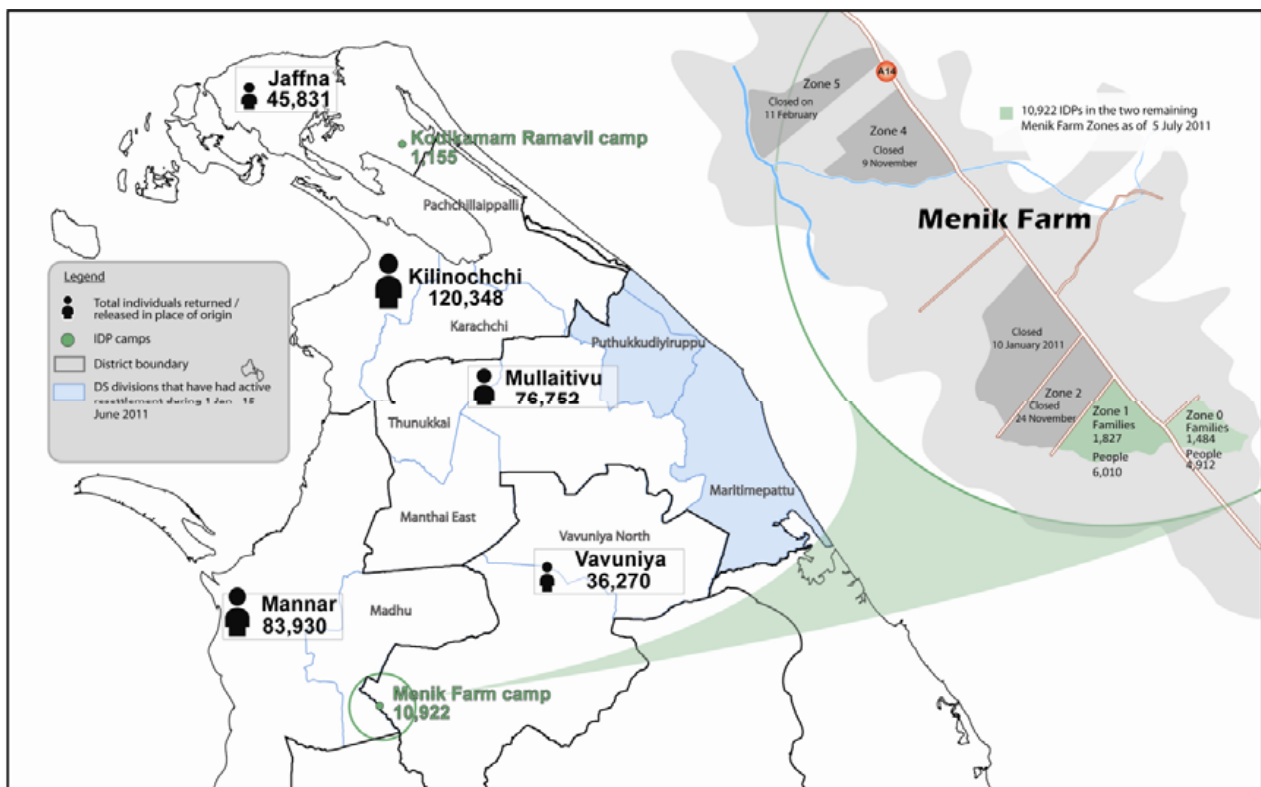 Jaffna
45,831
Kodikamam Ramavil camp
1,155
Pachchillaippalli
Kilinochchi
120,348
Karachchi
Puthukkudiyiruppu
Mullaitivu
76,752
Thunukkai
Maritimepattu
Manthai East
Vavuniya North
Vavuniya
36,270
Mannar
83,930
Madhu
Menik Farm camp
10,922
Legend
Total individuals returned /
released in place of origin
IDP camps
District boundary
DS divisions that have had active
June 2011
A14
Zone 5
Closed on
11 February
Zone 4
Closed
9 November
10,922 IDPs in the two remaining
Menik Farm Zones as of 5 July 2011
Menik Farm
Closed
10 January 2011
Zone 2
Closed
24 November
Zone 1
Families
1,827
People
6,010
Zone 0
Families
1,484
People
4,912